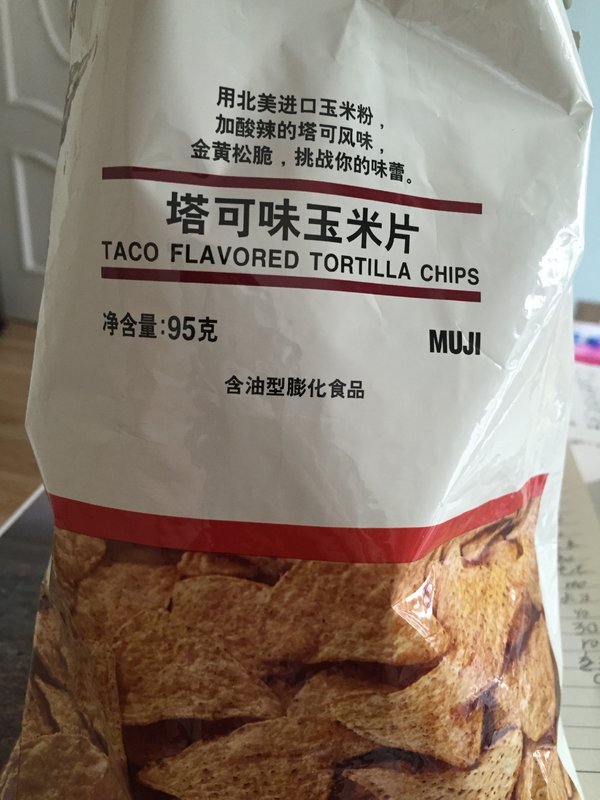 用北美进口玉米粉，
加酸辣的塔可风味，
金黄松脆，挑战你的味蕾。
塔可味玉米片
TACO FLAVORED TORTILLA CHIPS
净含量:95克
MUJI
含油型膨化食品